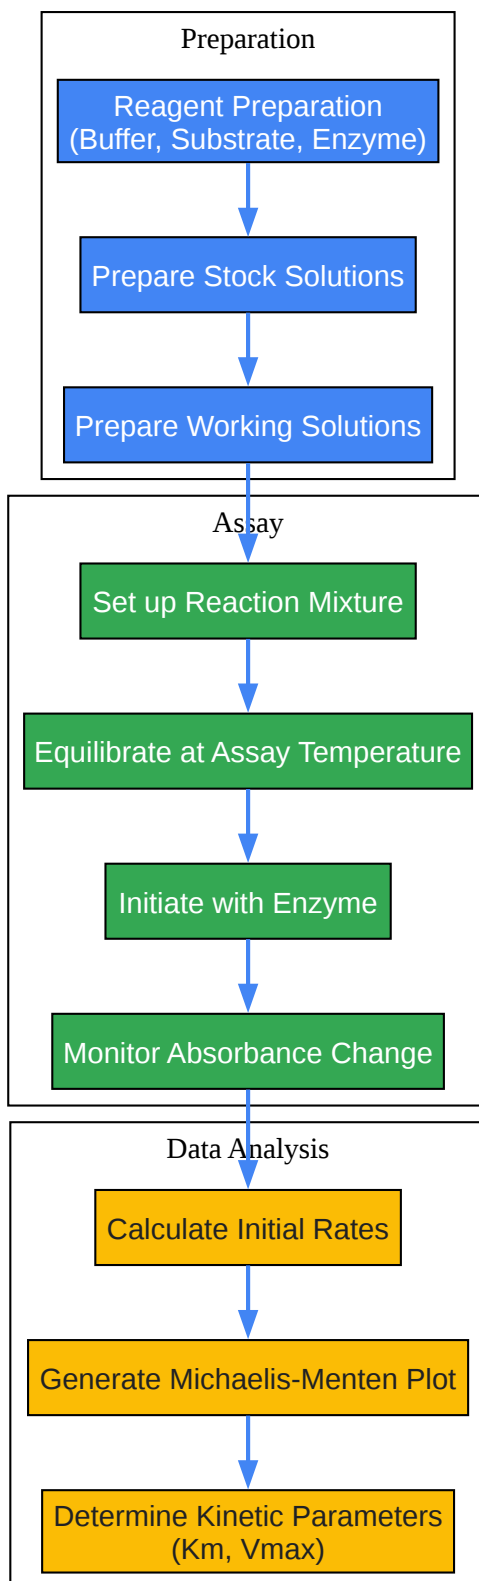 Preparation
Reagent Preparation
(Buffer, Substrate, Enzyme)
Prepare Stock Solutions
Prepare Working Solutions
Assay
Set up Reaction Mixture
Equilibrate at Assay Temperature
Initiate with Enzyme
Monitor Absorbance Change
Data Analysis
Calculate Initial Rates
Generate Michaelis-Menten Plot
Determine Kinetic Parameters
(Km, Vmax)